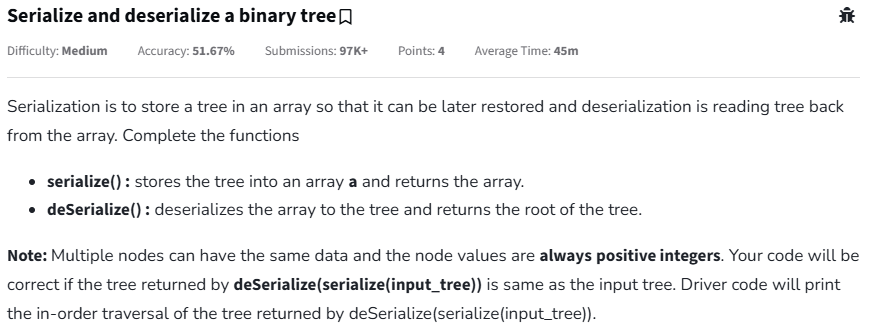 Serialize and deserialize a binary tree
Difficulty: Medium Accuracy: 51.67% Submissions: 97K+ Points: 4 Average Time: 45m
Serialization is to store a tree in an array so that it can be later restored and deserialization is reading tree back
from the array. Complete the functions
• serialize() : stores the tree into an array a and returns the array.
• deSerialize() : deserializes the array to the tree and returns the root of the tree.
Note: Multiple nodes can have the same data and the node values are always positive integers. Your code will be
correct if the tree returned by deSerialize(serialize(input_tree)) is same as the input tree. Driver code will print
the in-order traversal of the tree returned by deSerialize(serialize(input_tree)).